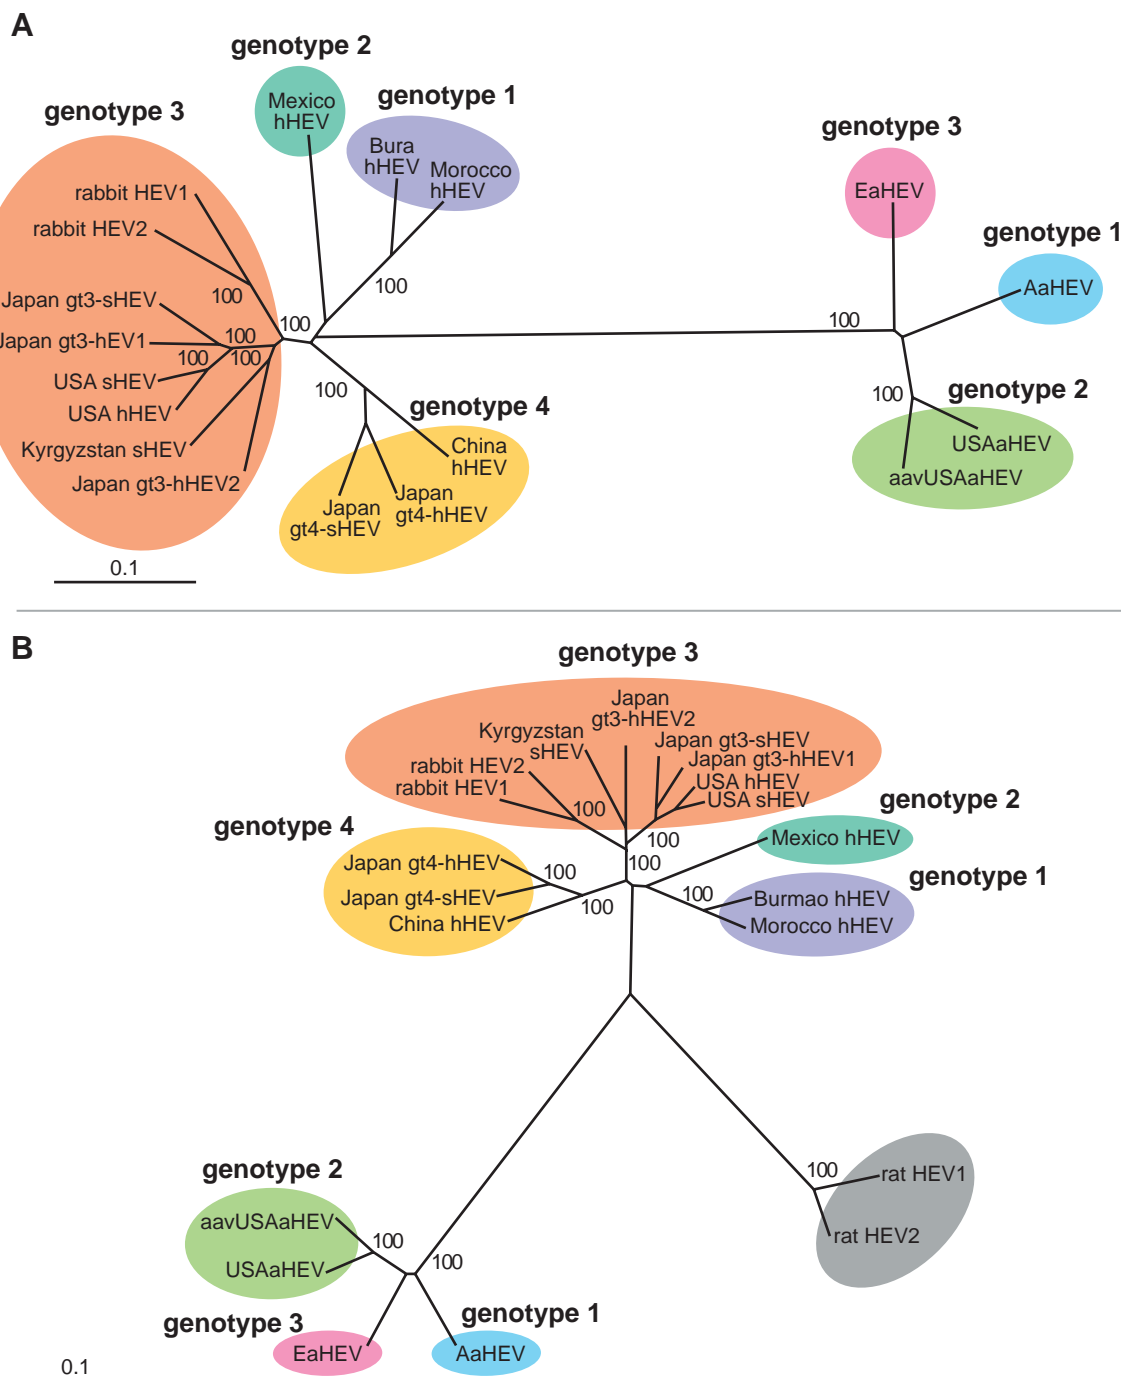 A
genotype 2
genotype 1
genotype 3
genotype 3
genotype 1
Mexico
hHEV
Bura
hHEV
Morocco
hHEV
rabbit HEV1
rabbit HEV2
EaHEV
AaHEV
100
100
Japan gt3-sHEV
Japan gt3-hEV1
100
100
100
100
100
USA sHEV
USA hHEV
Kyrgyzstan sHEV
Japan gt3-hHEV2
100
genotype 4
China
hHEV
Japan
gt4-sHEV
Japan
gt4-hHEV
100
genotype 2
USAaHEV
aavUSAaHEV
0.1
B
genotype 3
Japan
gt3-hHEV2
Kyrgyzstan
sHEV
Japan gt3-sHEV
Japan gt3-hHEV1
rabbit HEV2
rabbit HEV1
USA hHEV
USA sHEV
100
100
100
genotype 2
Mexico hHEV
genotype 4
Japan gt4-hHEV
Japan gt4-sHEV
China hHEV
100
100
genotype 1
100
Burmao hHEV
Morocco hHEV
100
rat HEV1
rat HEV2
genotype 2
aavUSAaHEV
USAaHEV
100
100
genotype 3
EaHEV
genotype 1
AaHEV
0.1